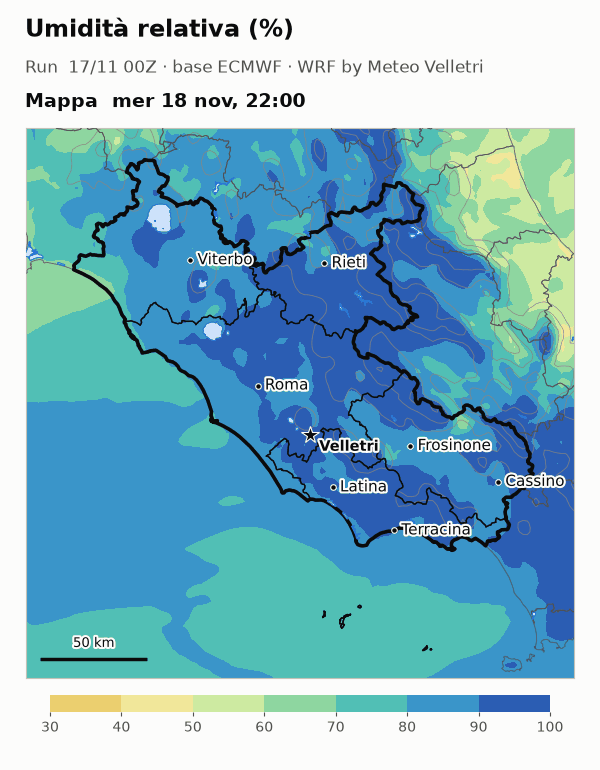 Umidità relativa (%)
Run  17/11 00Z · base ECMWF · WRF by Meteo Velletri
Mappa  mer 18 nov, 22:00
Viterbo
Rieti
Roma
Velletri
Frosinone
Latina
Cassino
Terracina
50 km
30 40 50 60 70 80 90 100